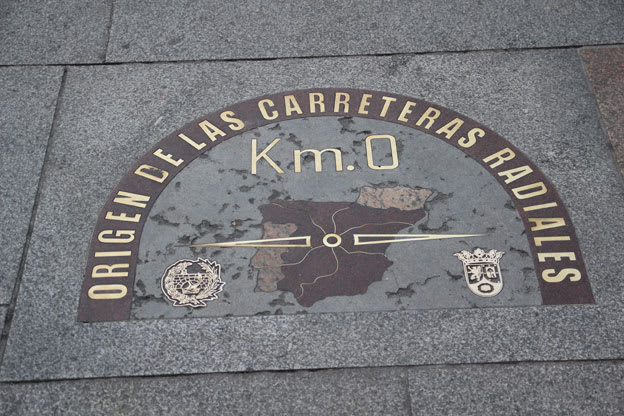 ORIGEN DE LAS CARRETERAS RADIALES
Km.0